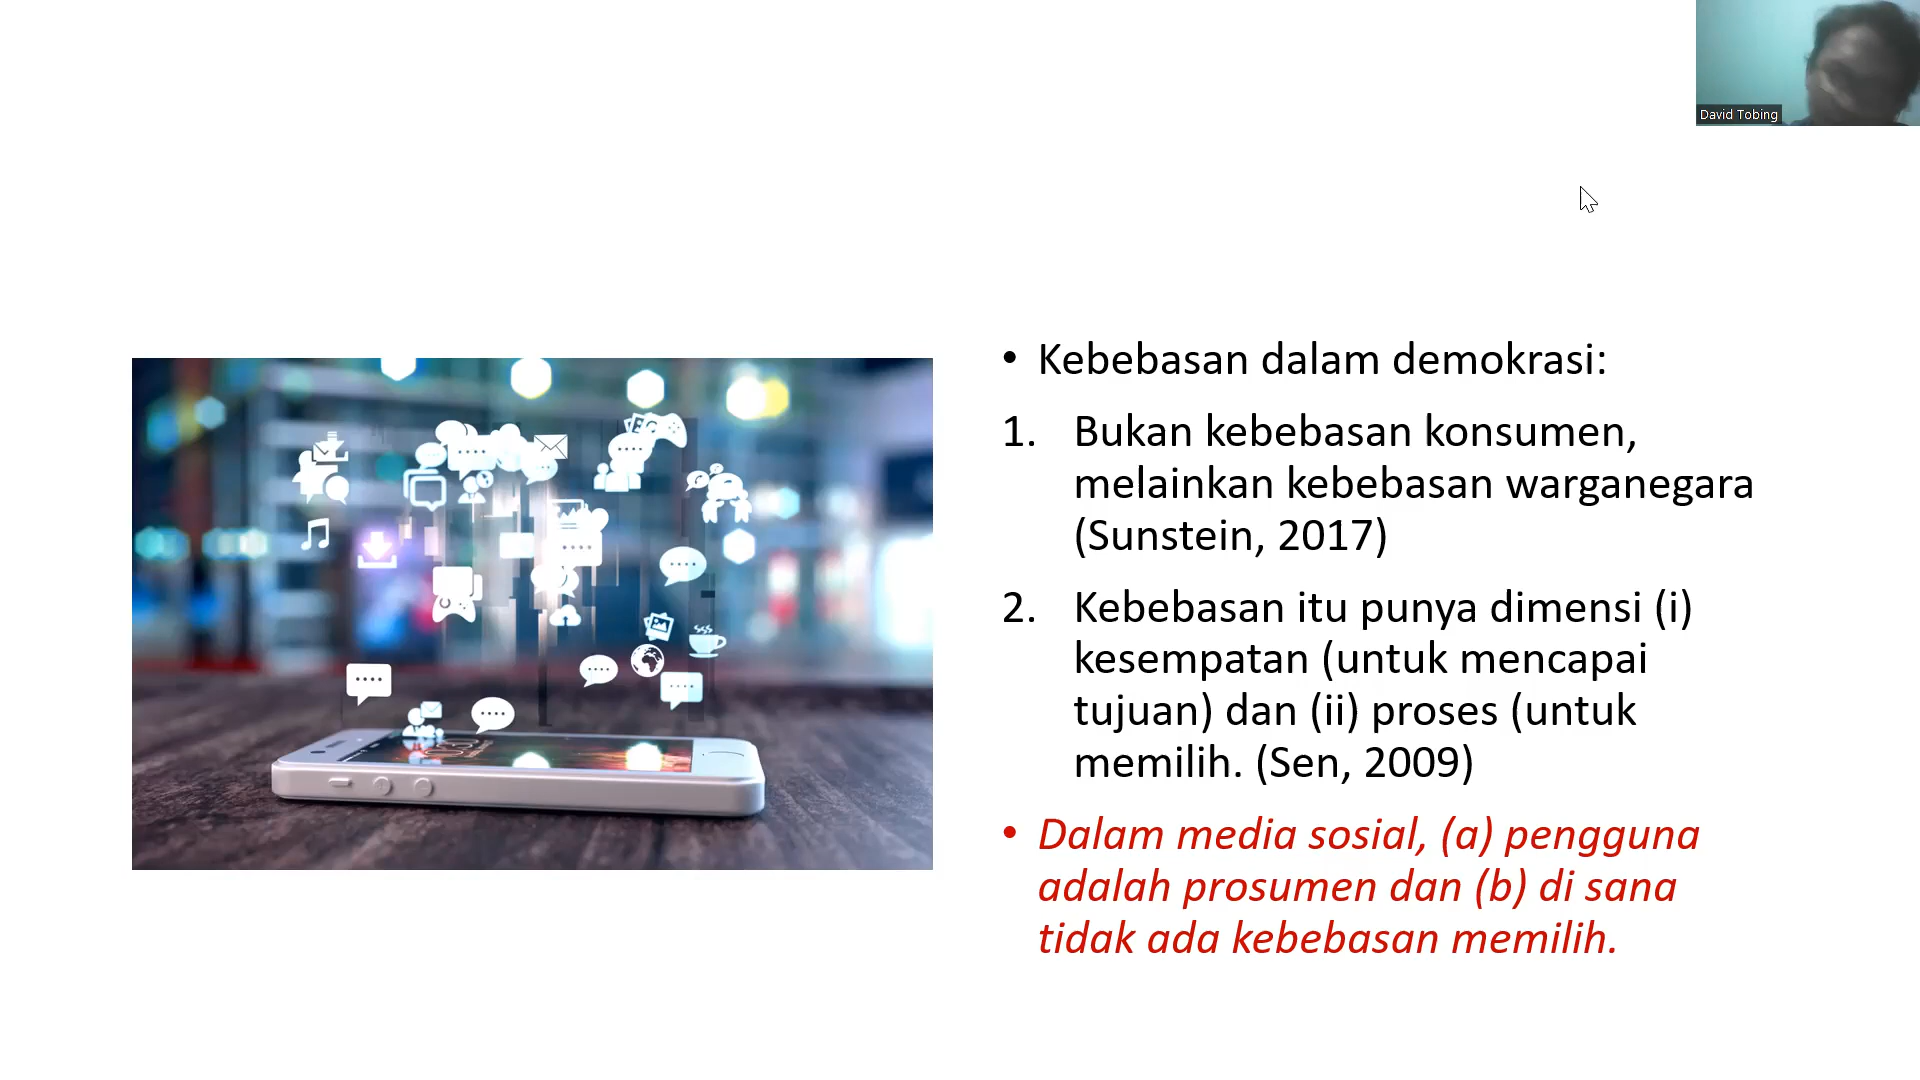 David Tobing
• Kebebasan dalam demokrasi:
1. Bukan kebebasan konsumen,
melainkan kebebasan warganegara
(Sunstein, 2017)
2. Kebebasan itu punya dimensi (i)
kesempatan (untuk mencapai
tujuan) dan (ii) proses (untuk
memilih. (Sen, 2009)
• Dalam media sosial, (a) pengguna
adalah prosumen dan (b) di sana
tidak ada kebebasan memilih.